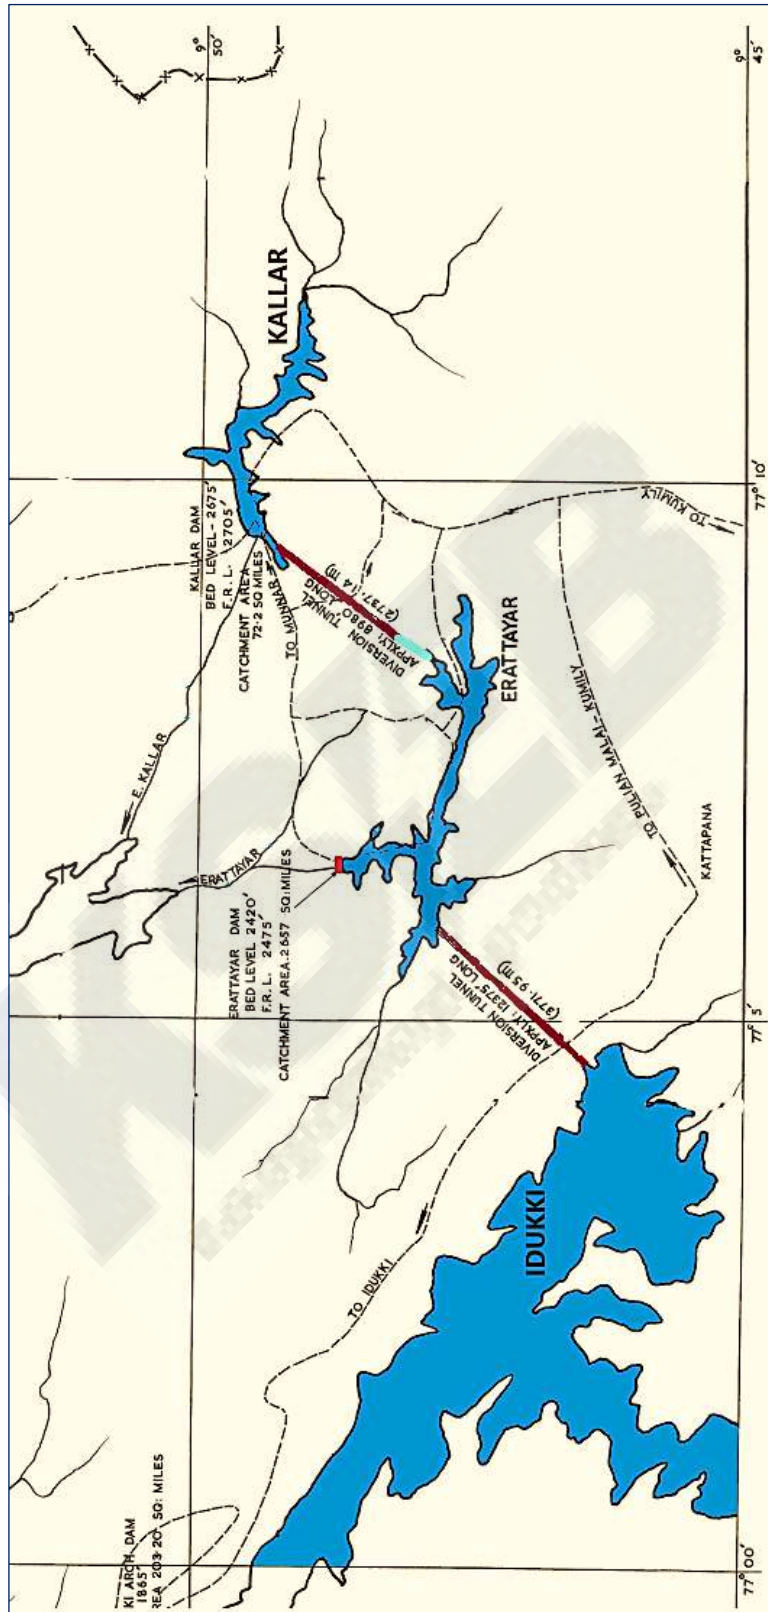 9°
50'
9°
45'
KALLAR
KALLAR DAM
BED LEVEL- 2675'
F.R.L. 2705'
CATCHMENT AREA
72·2 SQ MILES
77° 10'
TO KUMILY
TO MUNNAR
DIVERSION TUNNEL
APPXLY: 8980' LONG
(2737·14 m)
ERATTAYAR
E. KALLAR
TO PULIAN MALAI-KUMILY
KATTAPANA
ERATTAYAR
ERATTAYAR DAM
BED LEVEL 2420'
F.R.L. 2475'
CATCHMENT AREA.2657 SQ:MILES
DIVERSION TUNNEL
APPXLY: 12375' LONG
(3771·95 m)
77° 5'
IDUKKI
TO IDUKKI
KI ARCH DAM
1865'
REA 203·20 SQ: MILES
77° 00'
KSEB